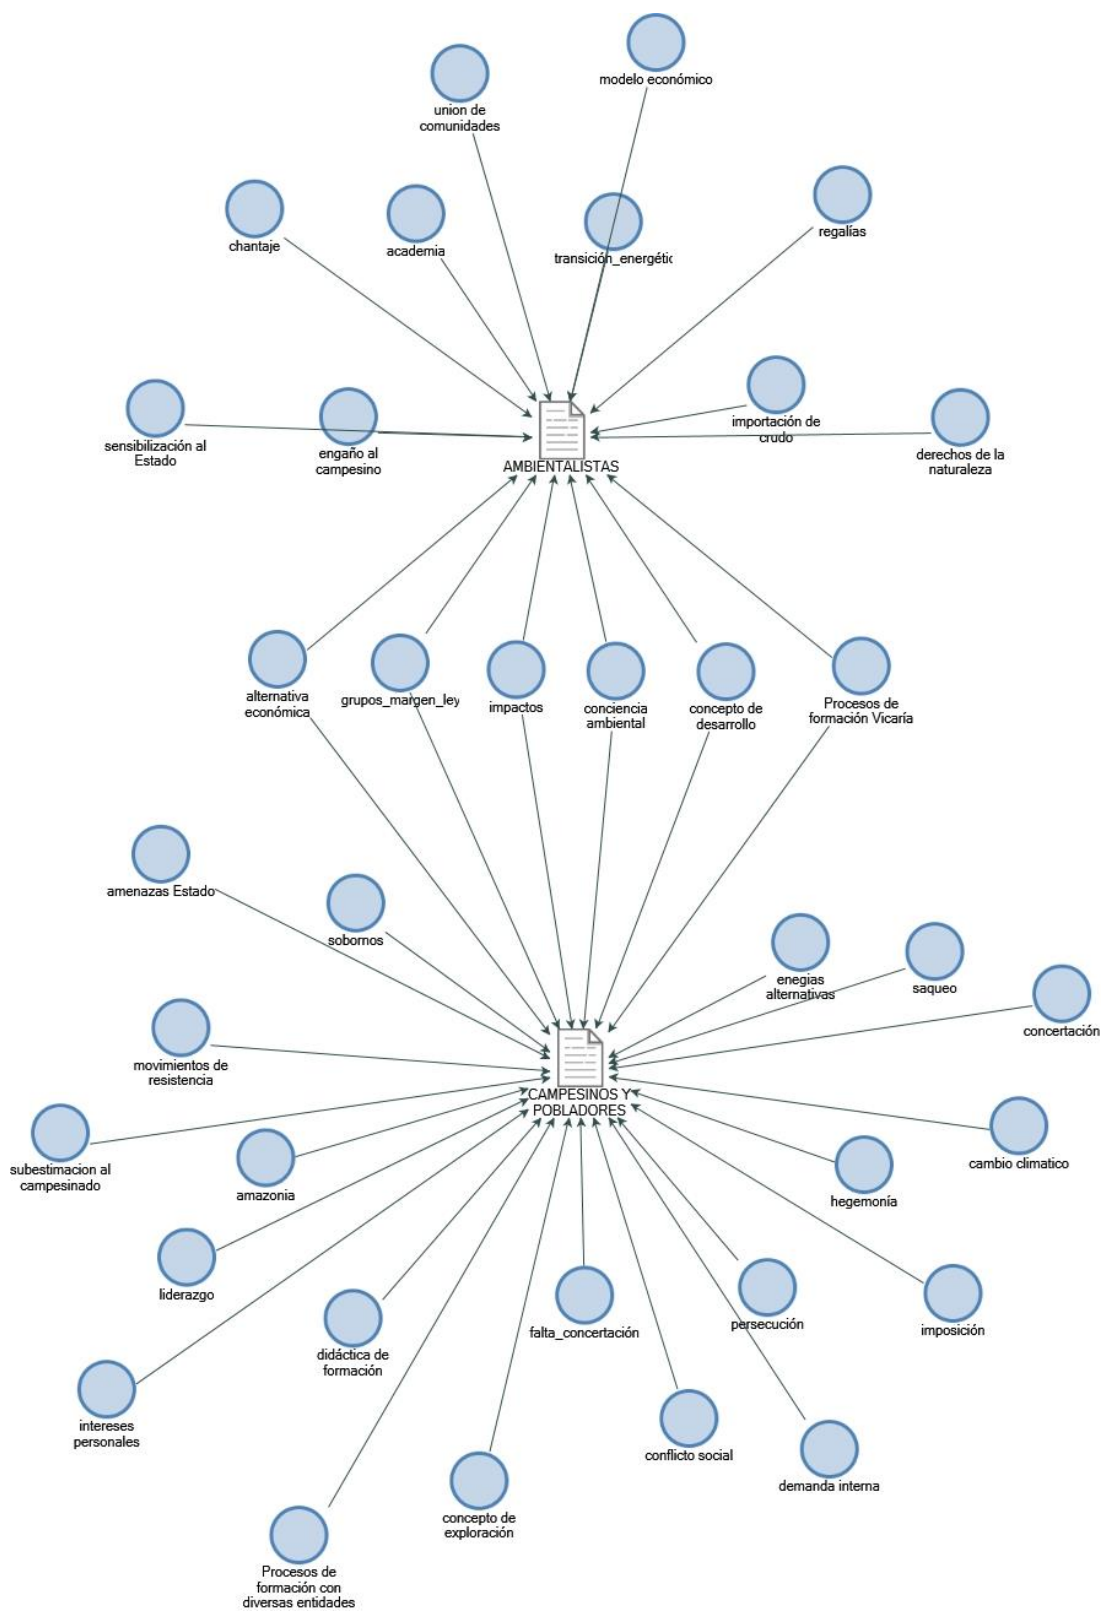 modelo económico
union de
comunidades
chantaje
academia
transición_energétic
regalías
sensibilización al
Estado
engaño al
campesino
importación de
crudo
derechos de la
naturaleza
AMBIENTALISTAS
alternativa
económica
grupos_margen_ley
impactos
conciencia
ambiental
concepto de
desarrollo
Procesos de
formación Vicaría
amenazas Estado
sobornos
enegias
alternativas
saqueo
concertación
movimientos de
resistencia
CAMPESINOS Y
POBLADORES
subestimacion al
campesinado
amazonia
hegemonía
cambio climatico
liderazgo
didáctica de
formación
falta_concertación
persecución
imposición
intereses
personales
concepto de
exploración
conflicto social
demanda interna
Procesos de
formación con
diversas entidades